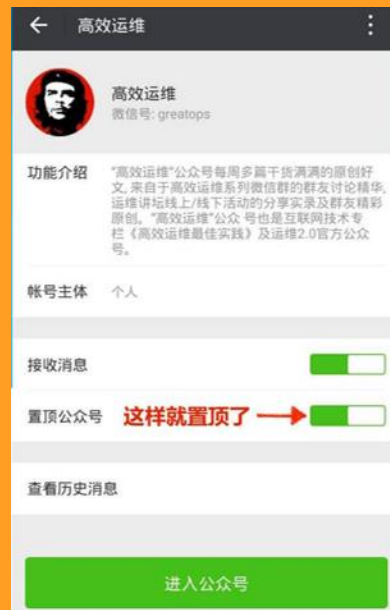 高效运维
高效运维
微信号: greatops
功能介绍
"高效运维"公众号每周多篇干货满满的原创好
文, 来自于高效运维系列微信群的群友讨论精华,
运维讲坛线上/线下活动的分享实录及群友精彩
原创。"高效运维"公众 号也是互联网技术专
栏《高效运维最佳实践》及运维2.0官方公众
号。
帐号主体 个人
接收消息
置顶公众号 这样就置顶了
查看历史消息
进入公众号